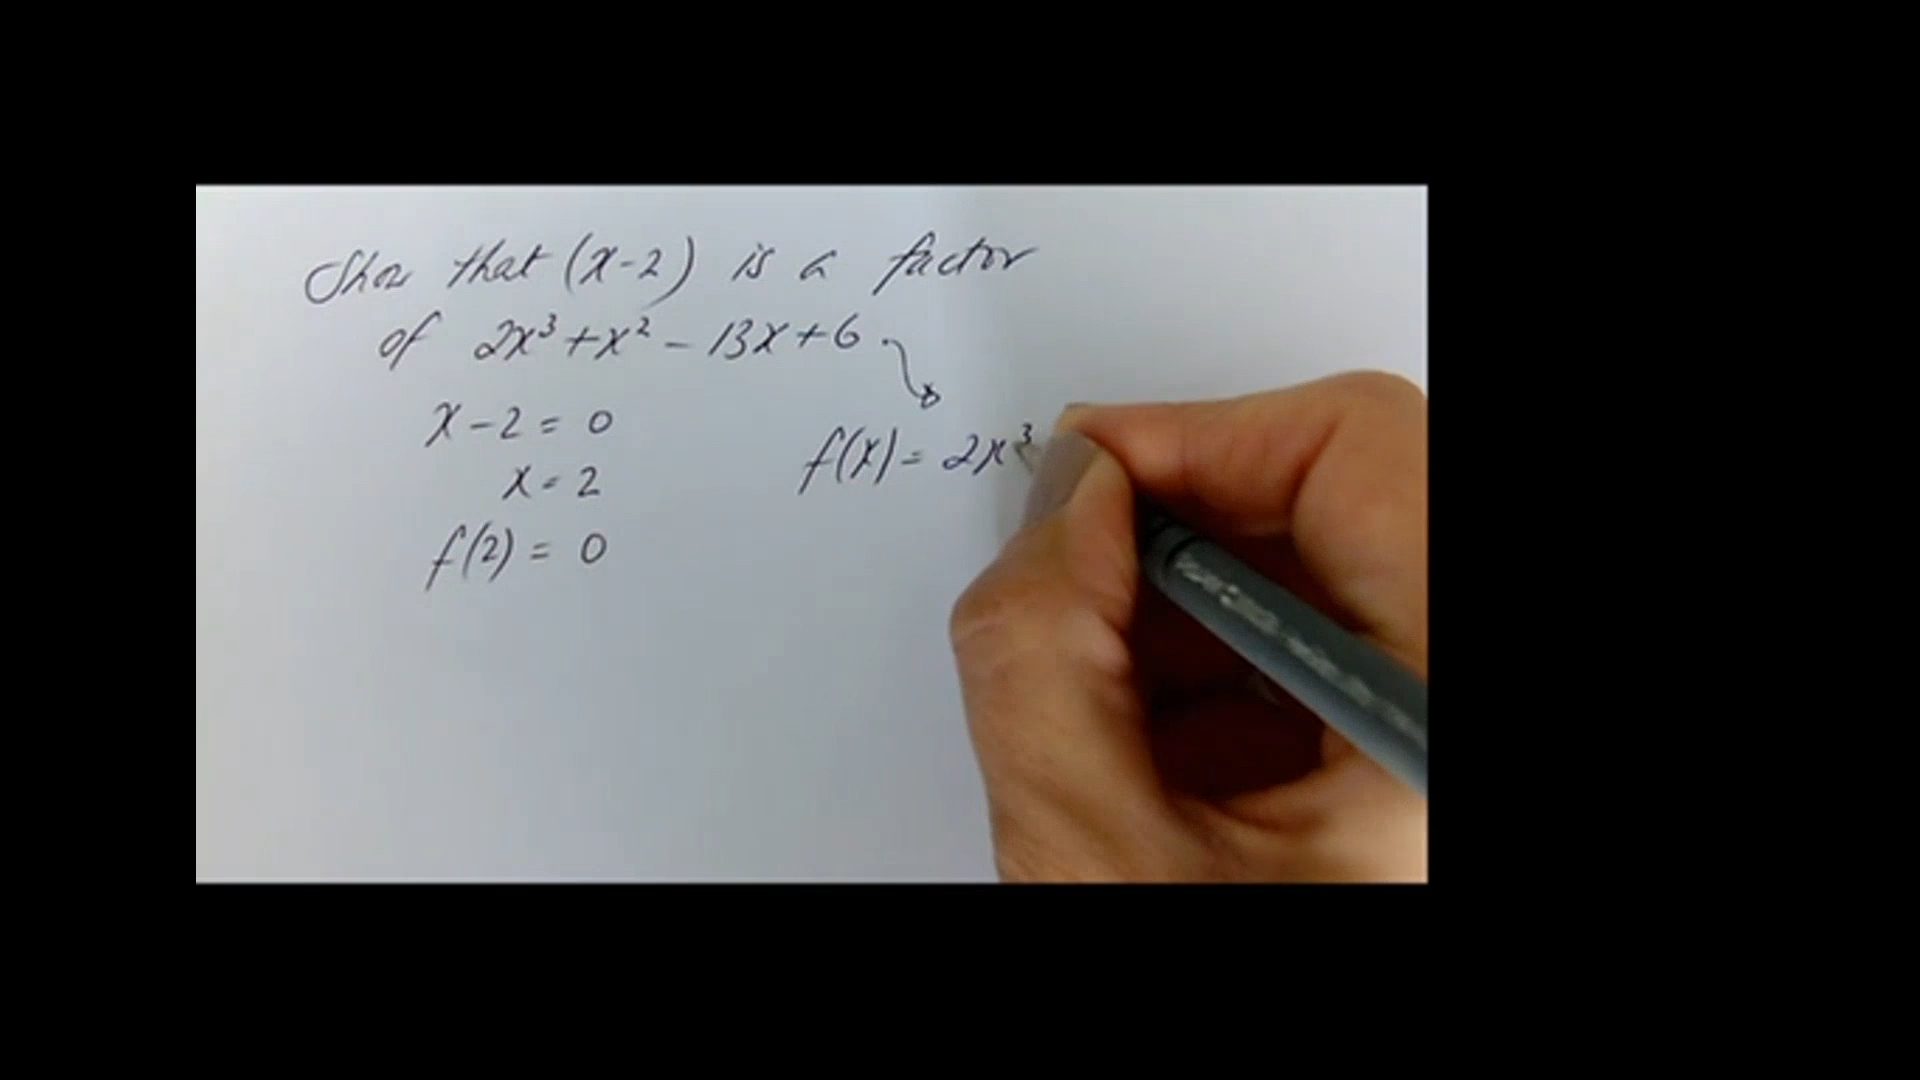 Show that (x-2) is a factor
of 2x³ + x² - 13x + 6.
x - 2 = 0
f(x) = 2x³
x = 2
f(2) = 0